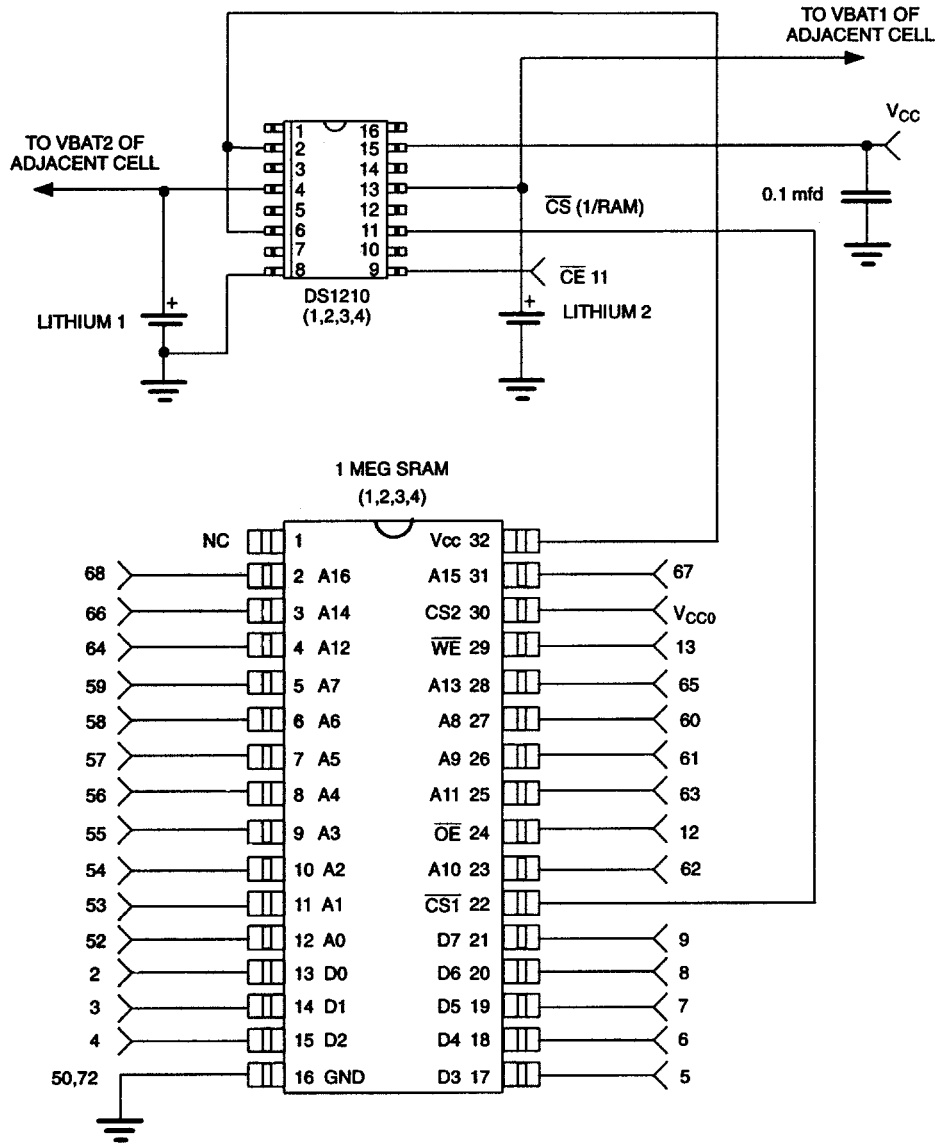 TO VBAT1 OF
ADJACENT CELL
VCC
TO VBAT2 OF
ADJACENT CELL
1 16
2 15
3 14
4 13
5 12
6 11
7 10
8 9
DS1210
(1,2,3,4)
C̅S̅ (1/RAM)
0.1 mfd
C̅E̅ 11
+
LITHIUM 1
+
LITHIUM 2
1 MEG SRAM
(1,2,3,4)
NC 1 Vcc 32
68 2 A16 A15 31 67
66 3 A14 CS2 30 VCC0
64 4 A12 W̅E̅ 29 13
59 5 A7 A13 28 65
58 6 A6 A8 27 60
57 7 A5 A9 26 61
56 8 A4 A11 25 63
55 9 A3 O̅E̅ 24 12
54 10 A2 A10 23 62
53 11 A1 C̅S̅1̅ 22
52 12 A0 D7 21 9
2 13 D0 D6 20 8
3 14 D1 D5 19 7
4 15 D2 D4 18 6
50,72 16 GND D3 17 5